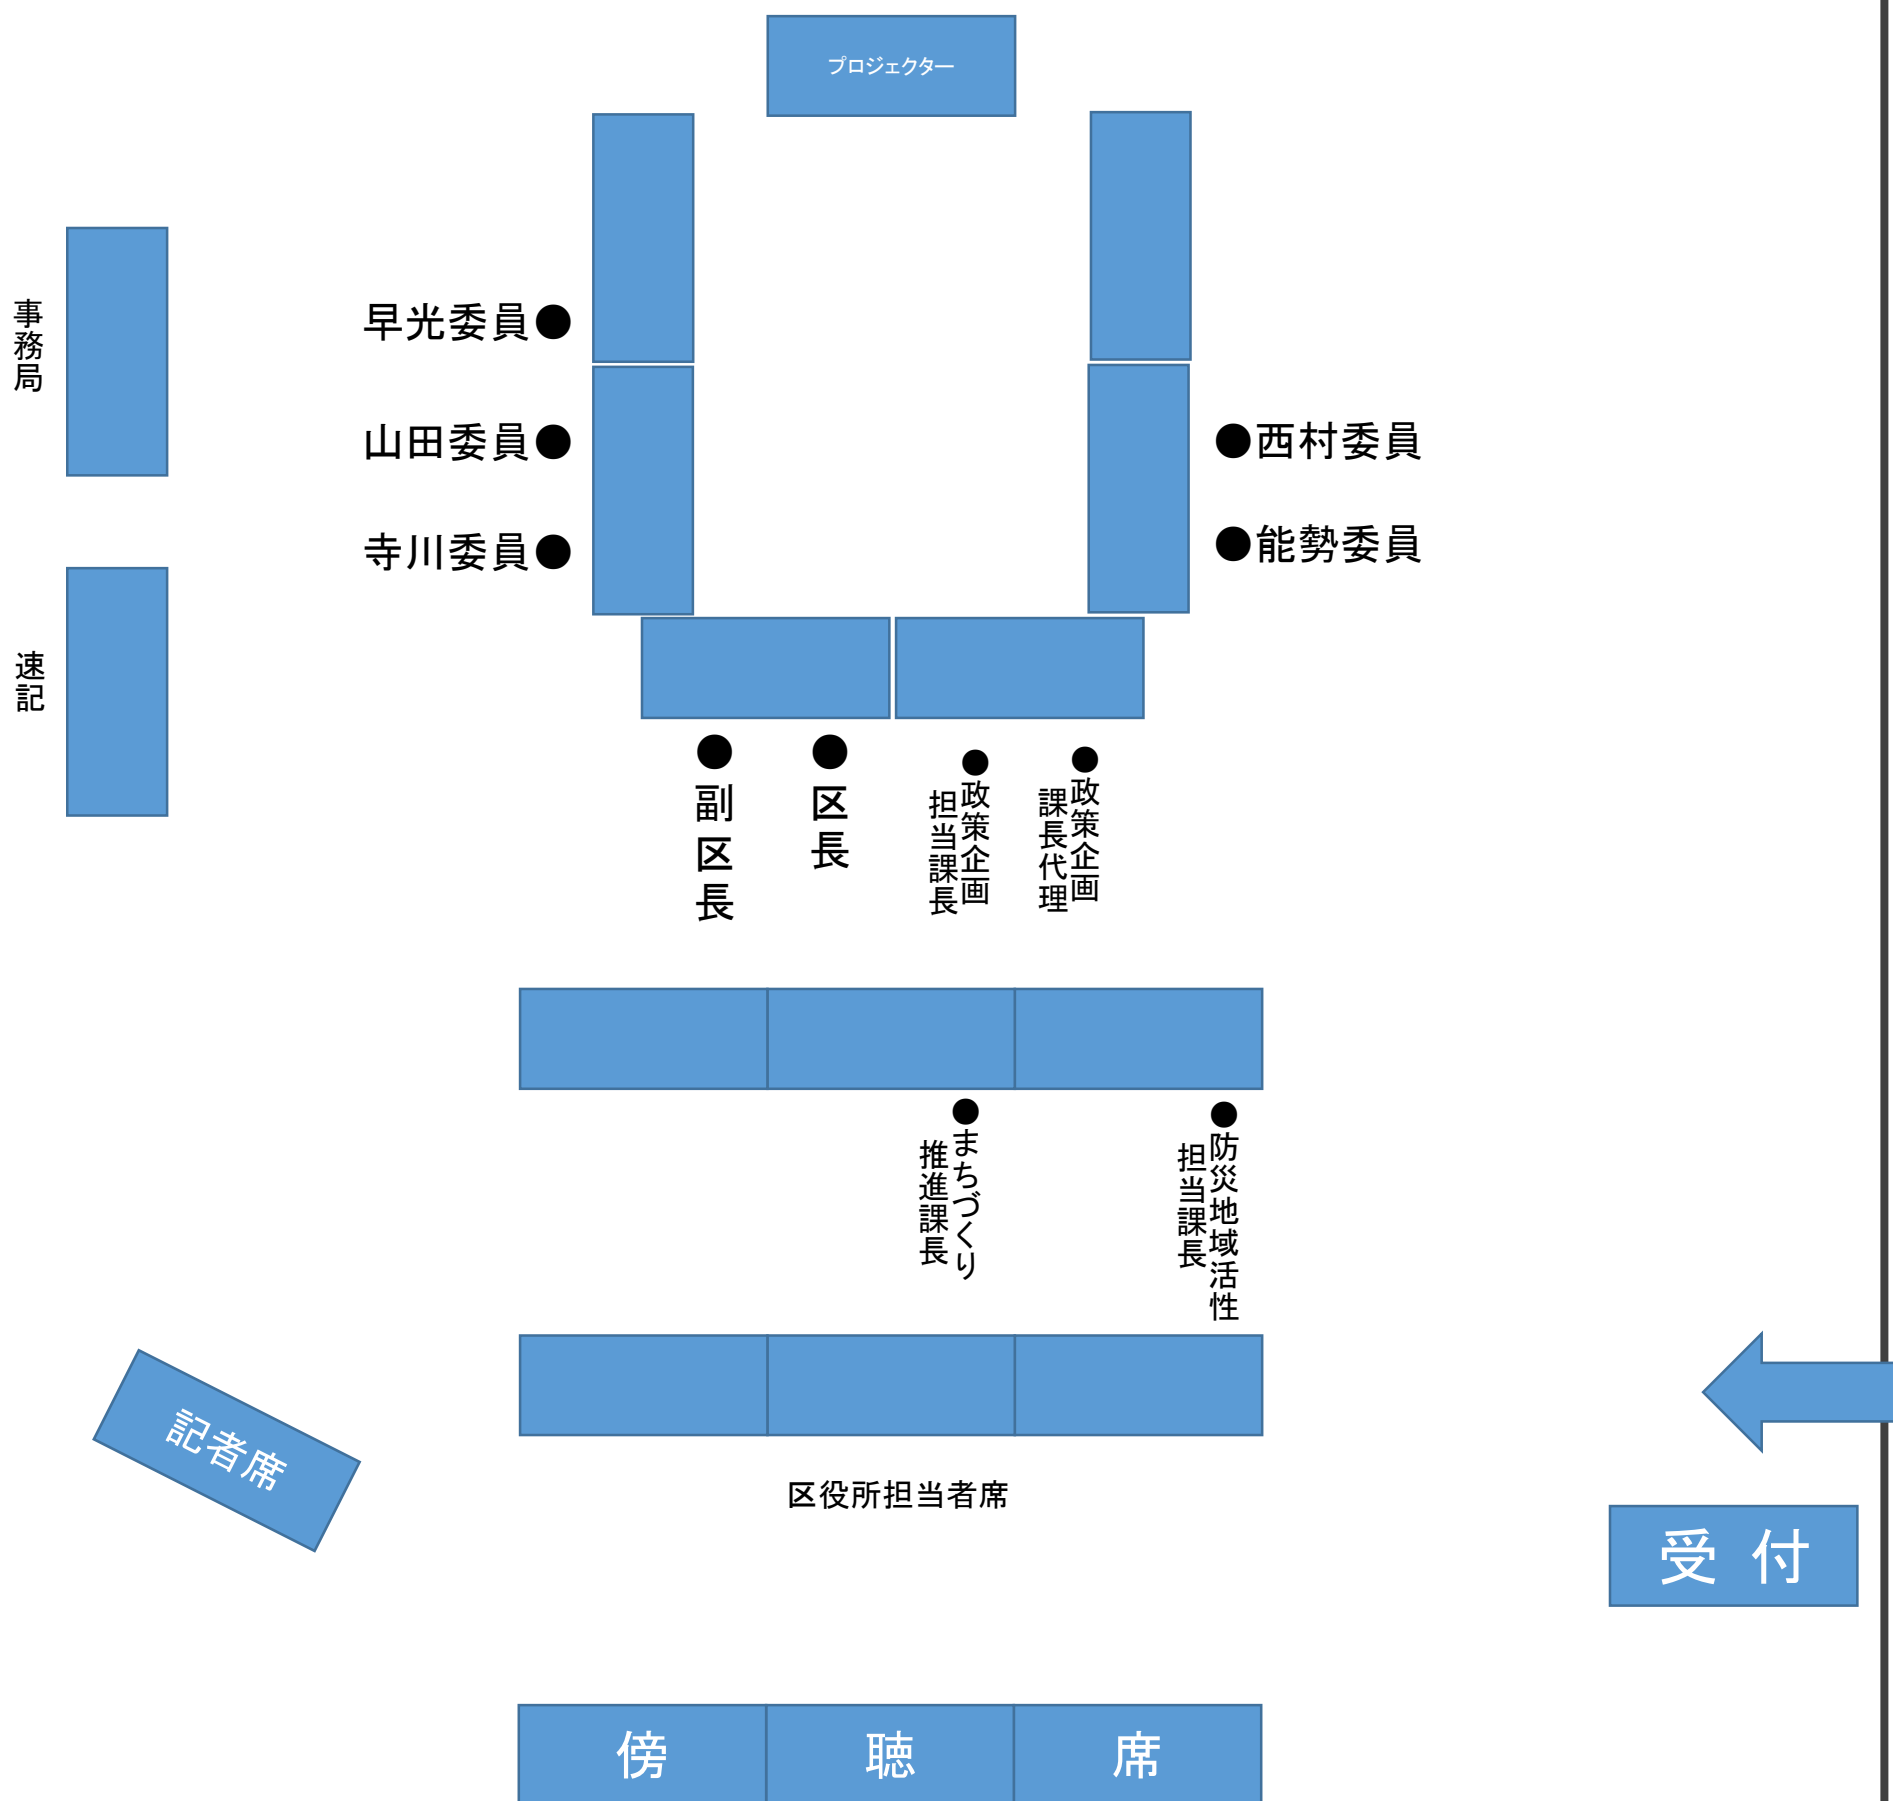 プロジェクター
事務局
早光委員●
山田委員●
●西村委員
寺川委員●
●能勢委員
速記
●副区長
●区長
●政策企画
担当課長
●政策企画
課長代理
●まちづくり
推進課長
●防災地域活性
担当課長
記者席
区役所担当者席
受 付
傍 聴 席